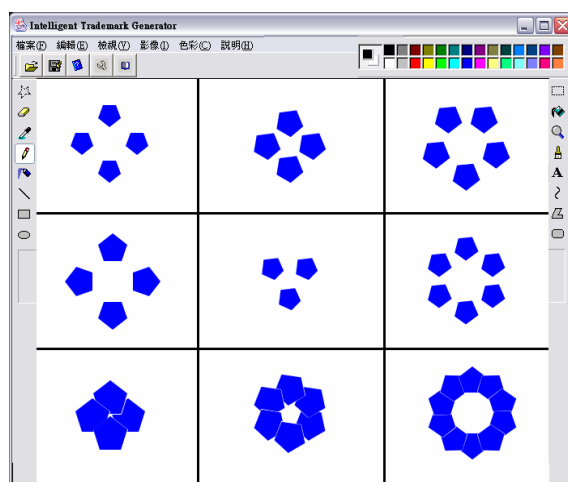 Intelligent Trademark Generator
檔案(F) 編輯(E) 檢視(V) 影像(I) 色彩(C) 說明(H)
A